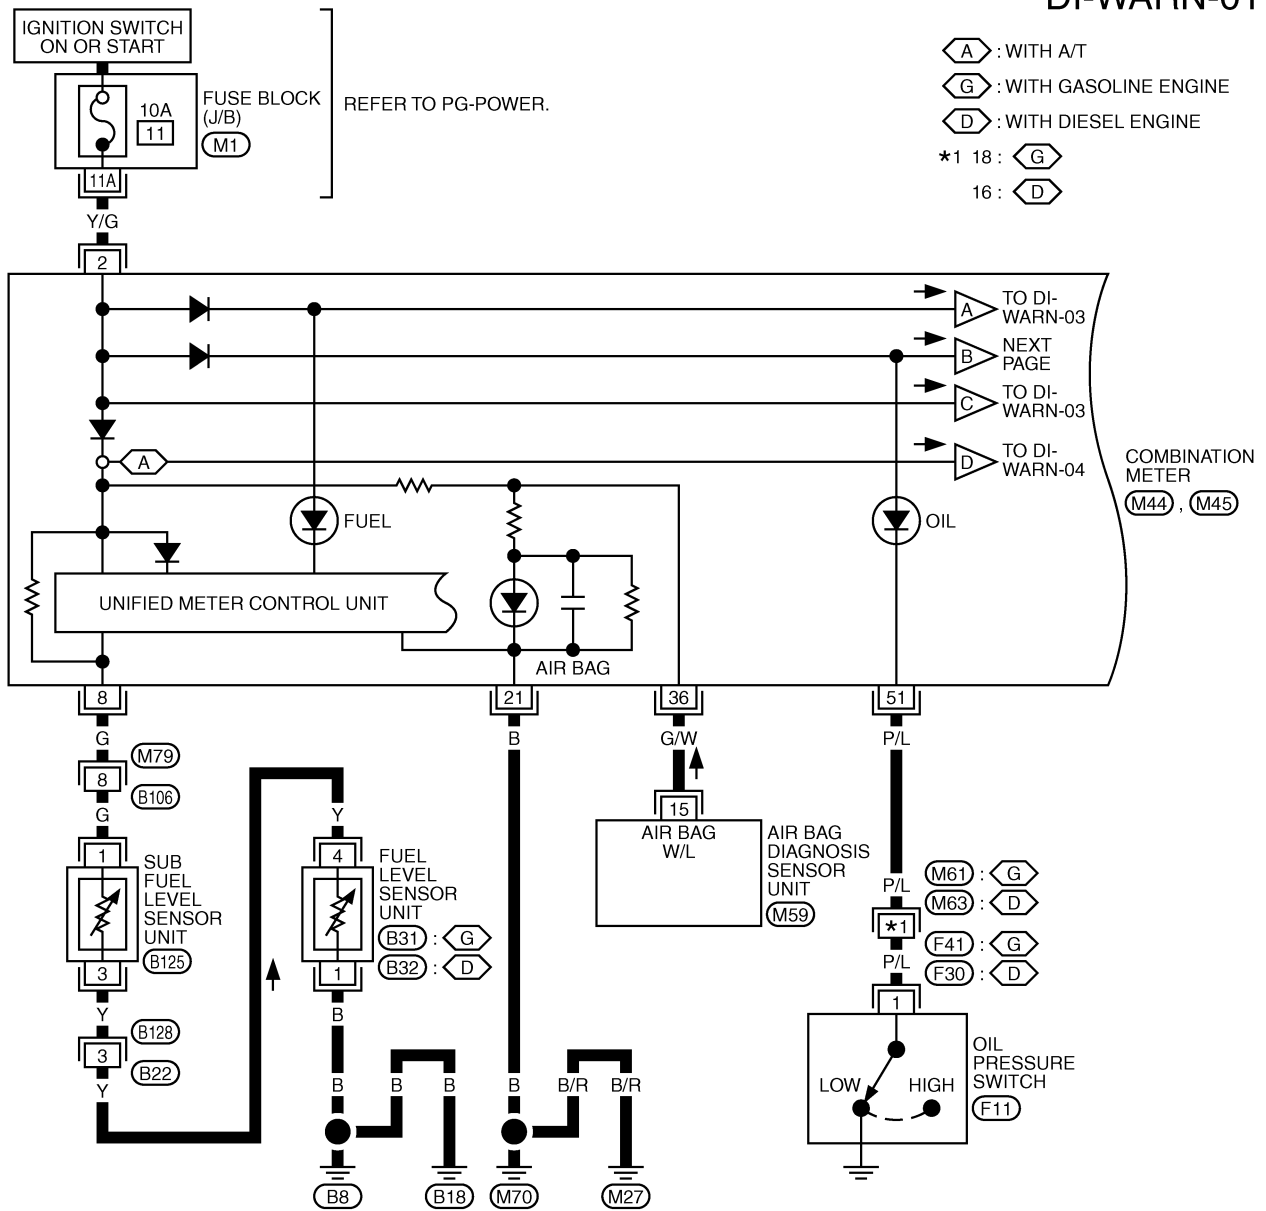 DI-WARN-01
IGNITION SWITCH
ON OR START
10A
11
FUSE BLOCK
(J/B)
M1
REFER TO PG-POWER.
A : WITH A/T
G : WITH GASOLINE ENGINE
D : WITH DIESEL ENGINE
*1 18 : G
16 : D
11A
Y/G
2
A
TO DI-
WARN-03
B
NEXT
PAGE
C
TO DI-
WARN-03
A
D
TO DI-
WARN-04
COMBINATION
METER
M44 , M45
FUEL
OIL
UNIFIED METER CONTROL UNIT
AIR BAG
8
21
36
51
G
B
G/W
P/L
M79
8
B106
G
Y
15
AIR BAG
W/L
AIR BAG
DIAGNOSIS
SENSOR
UNIT
M59
1
SUB
FUEL
LEVEL
SENSOR
UNIT
B125
3
4
FUEL
LEVEL
SENSOR
UNIT
B31 : G
B32 : D
1
P/L
M61 : G
M63 : D
*1
F41 : G
F30 : D
P/L
1
Y
B128
3
B22
Y
B
B
B
B
B
B/R
B/R
LOW
HIGH
OIL
PRESSURE
SWITCH
F11
B8
B18
M70
M27